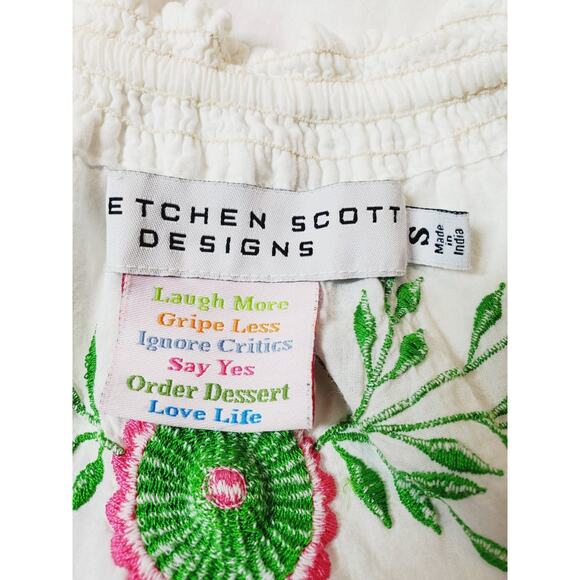 ETCHEN SCOTT
DESIGNS
S
Made
in
India
Laugh More
Gripe Less
Ignore Critics
Say Yes
Order Dessert
Love Life